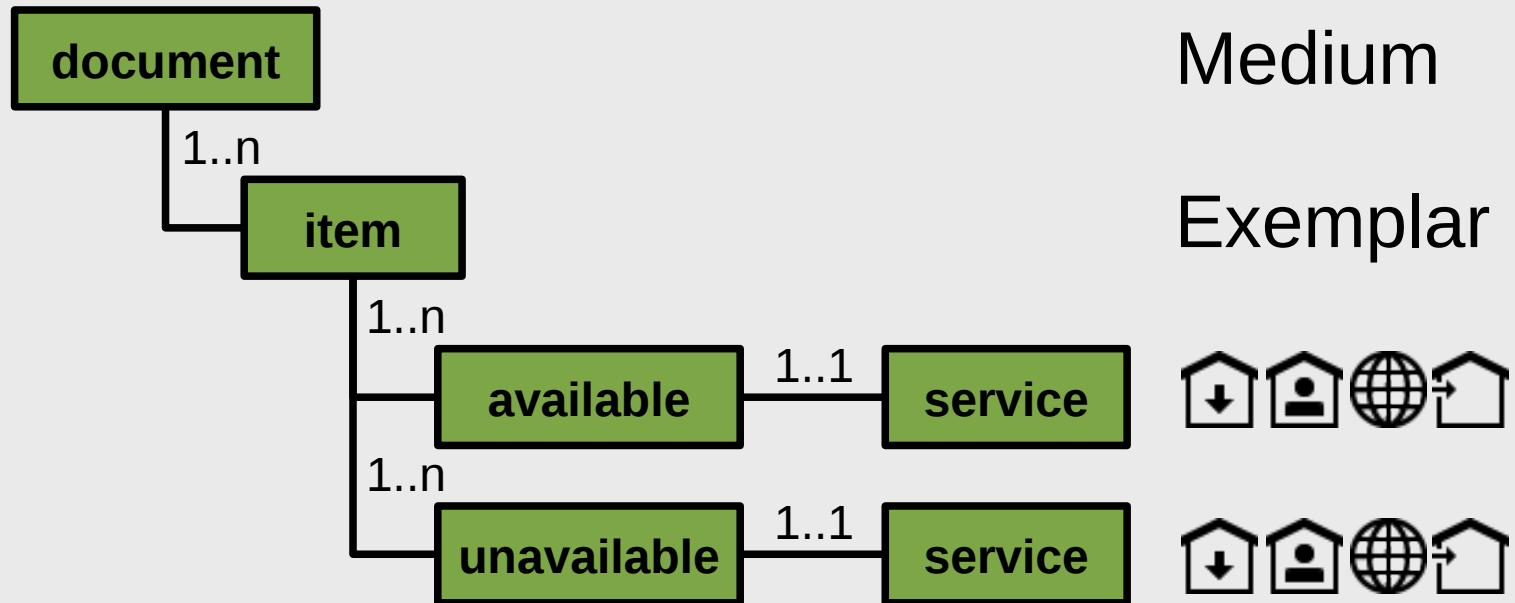 document
Medium
1..n
item
Exemplar
1..n
available
1..1
service
1..n
unavailable
1..1
service